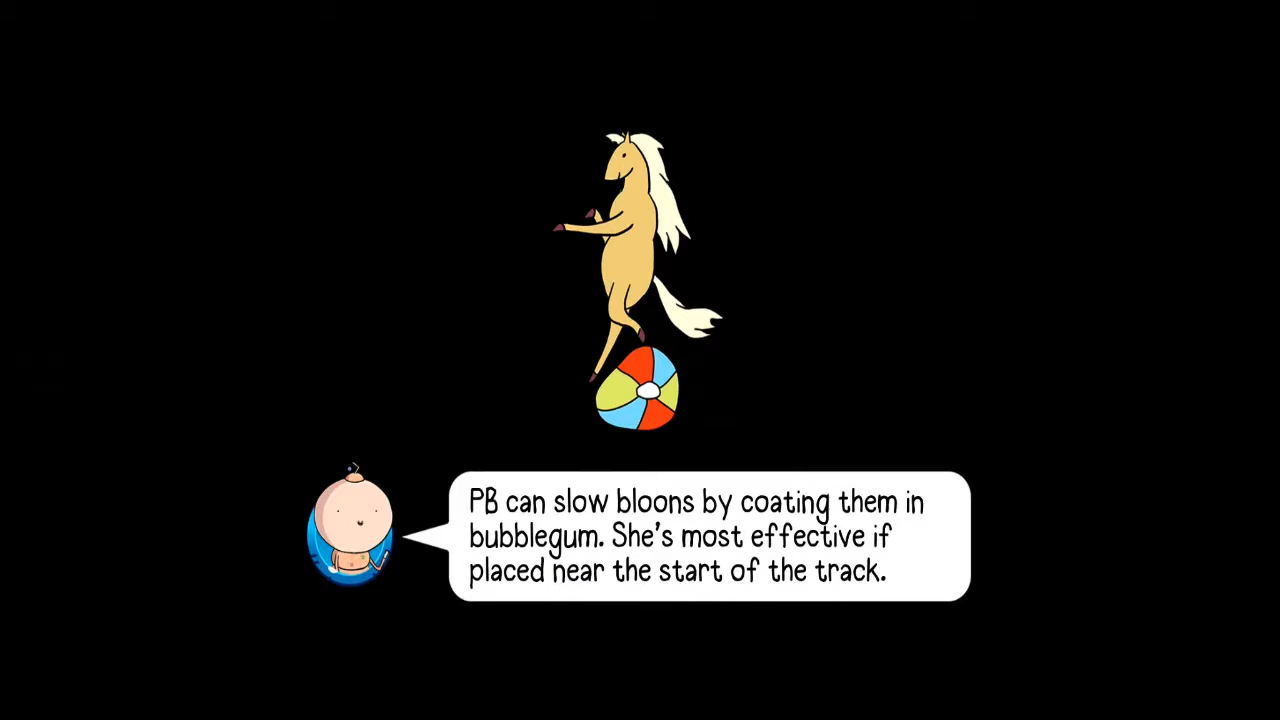 PB can slow bloons by coating them in
bubblegum. She's most effective if
placed near the start of the track.